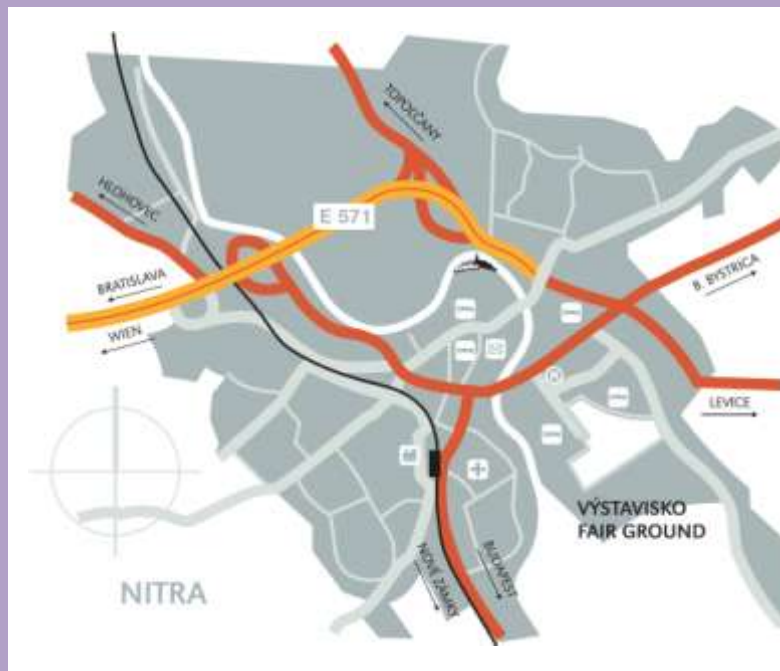 TOPOĽČANY
HLOHOVEC
E 571
BRATISLAVA
WIEN
B. BYSTRICA
LEVICE
VÝSTAVISKO
FAIR GROUND
NOVÉ ZÁMKY
BUDAPEST
NITRA